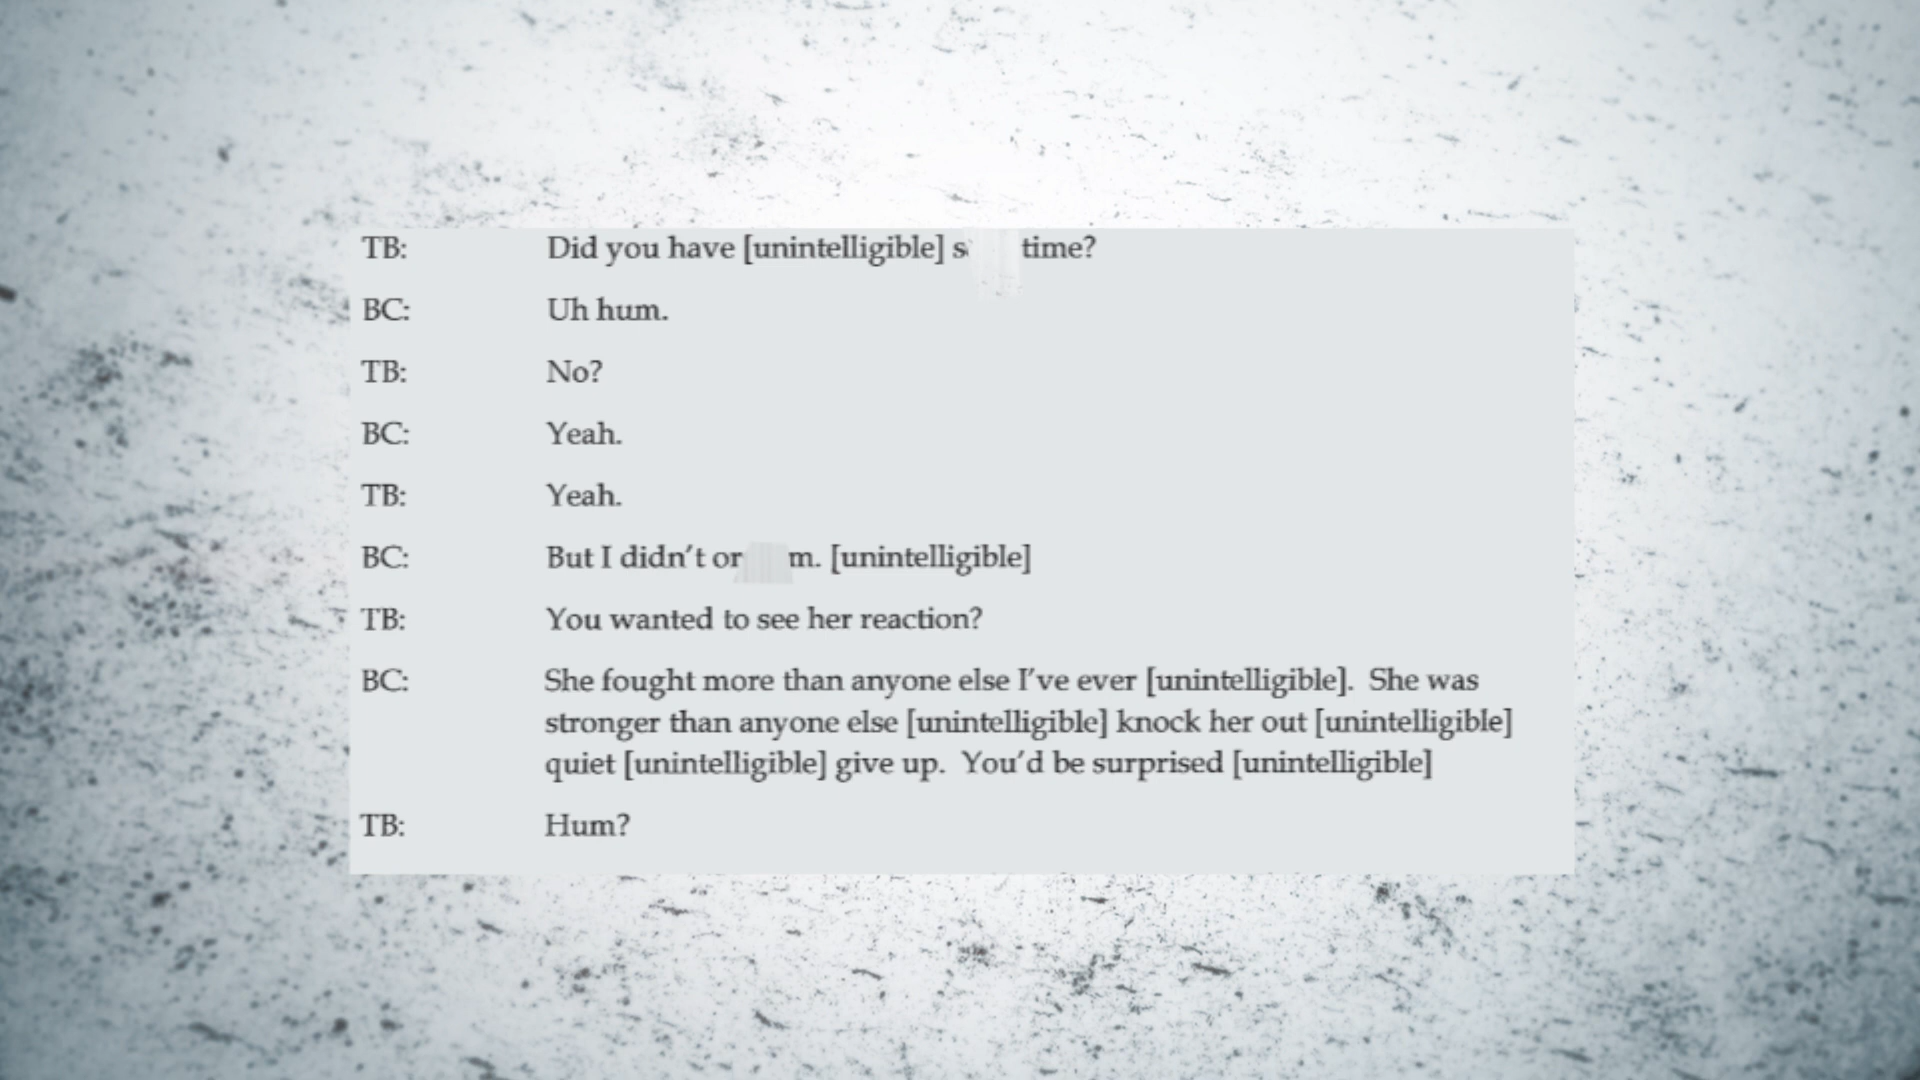 TB: Did you have [unintelligible] s time?
BC: Uh hum.
TB: No?
BC: Yeah.
TB: Yeah.
BC: But I didn't or m. [unintelligible]
TB: You wanted to see her reaction?
BC: She fought more than anyone else I've ever [unintelligible]. She was
stronger than anyone else [unintelligible] knock her out [unintelligible]
quiet [unintelligible] give up. You'd be surprised [unintelligible]
TB: Hum?